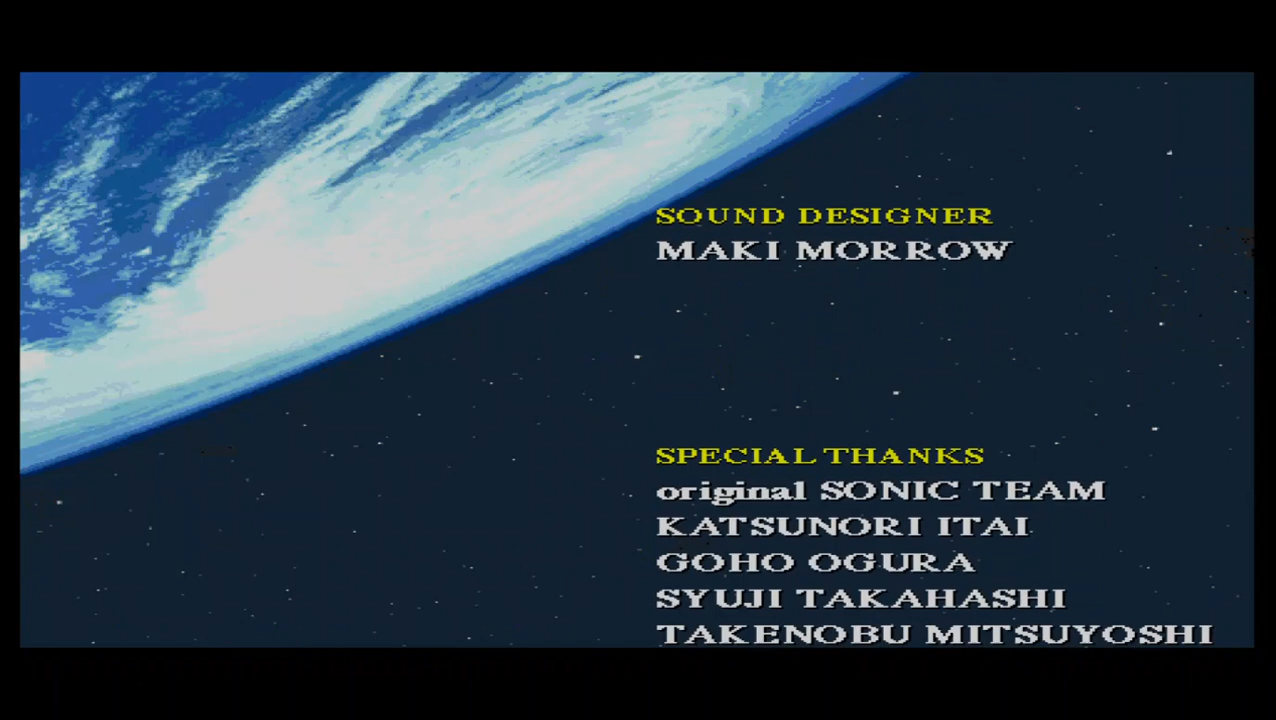 SOUND DESIGNER
MAKI MORROW
SPECIAL THANKS
original SONIC TEAM
KATSUNORI ITAI
GOHO OGURA
SYUJI TAKAHASHI
TAKENOBU MITSUYOSHI